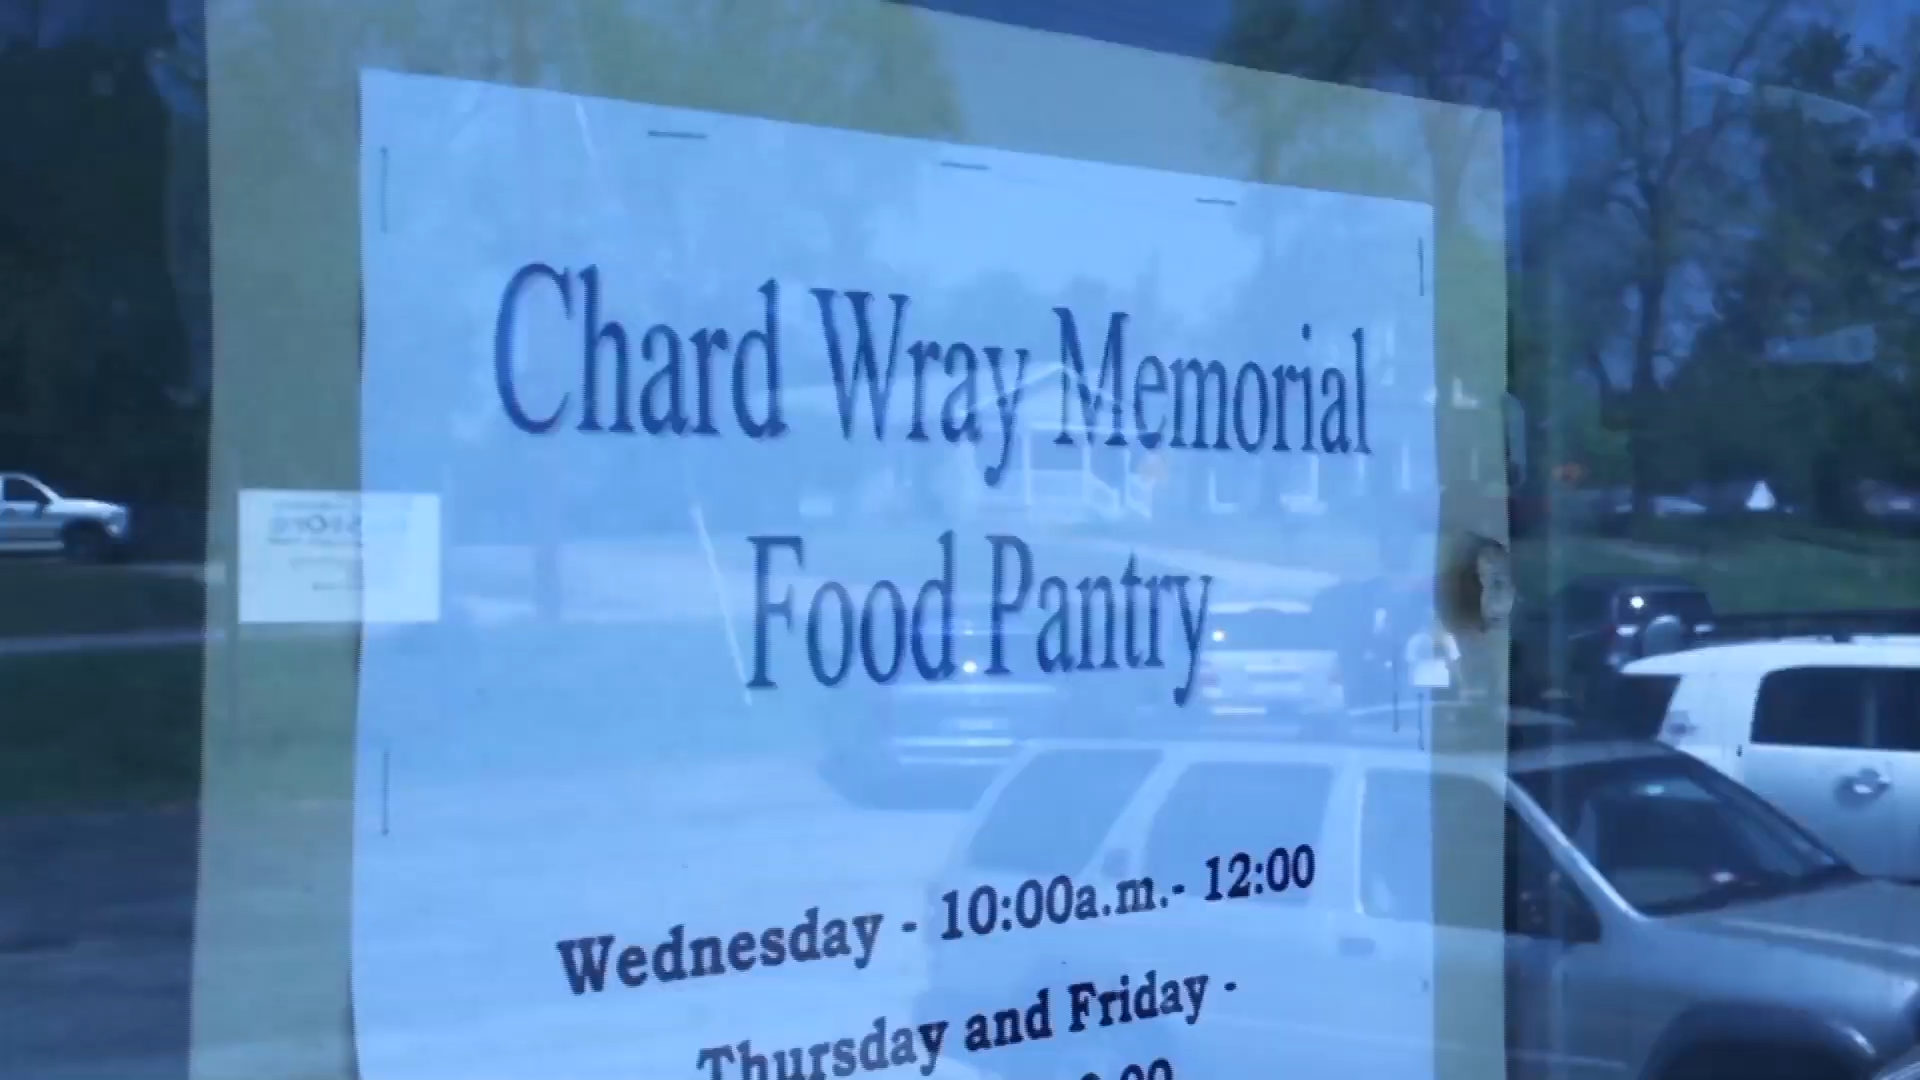 Chard Wray Memorial
Food Pantry
Wednesday - 10:00a.m.- 12:00
Thursday and Friday -